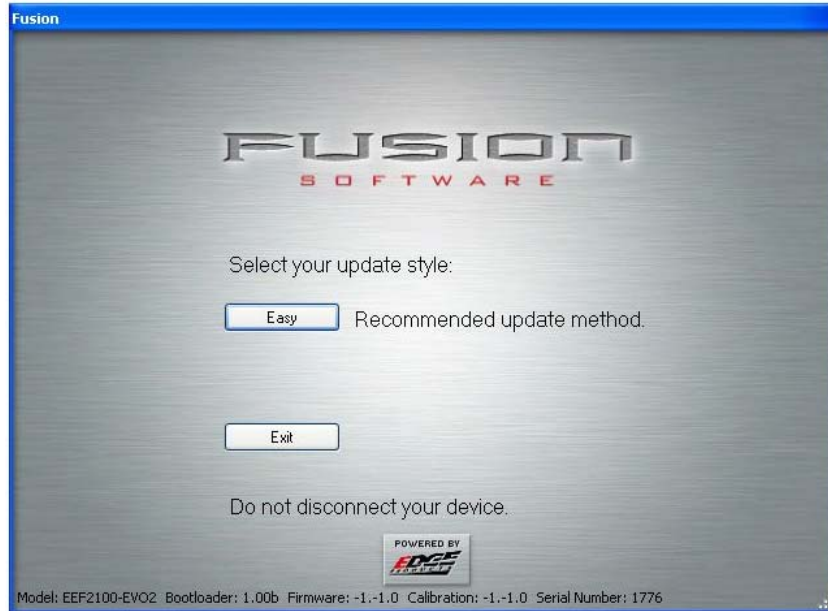 Fusion
FUSION
SOFTWARE
Select your update style:
Easy
Recommended update method.
Exit
Do not disconnect your device.
POWERED BY
EDGE
PRODUCTS
Model: EEF2100-EVO2 Bootloader: 1.00b Firmware: -1.-1.0 Calibration: -1.-1.0 Serial Number: 1776